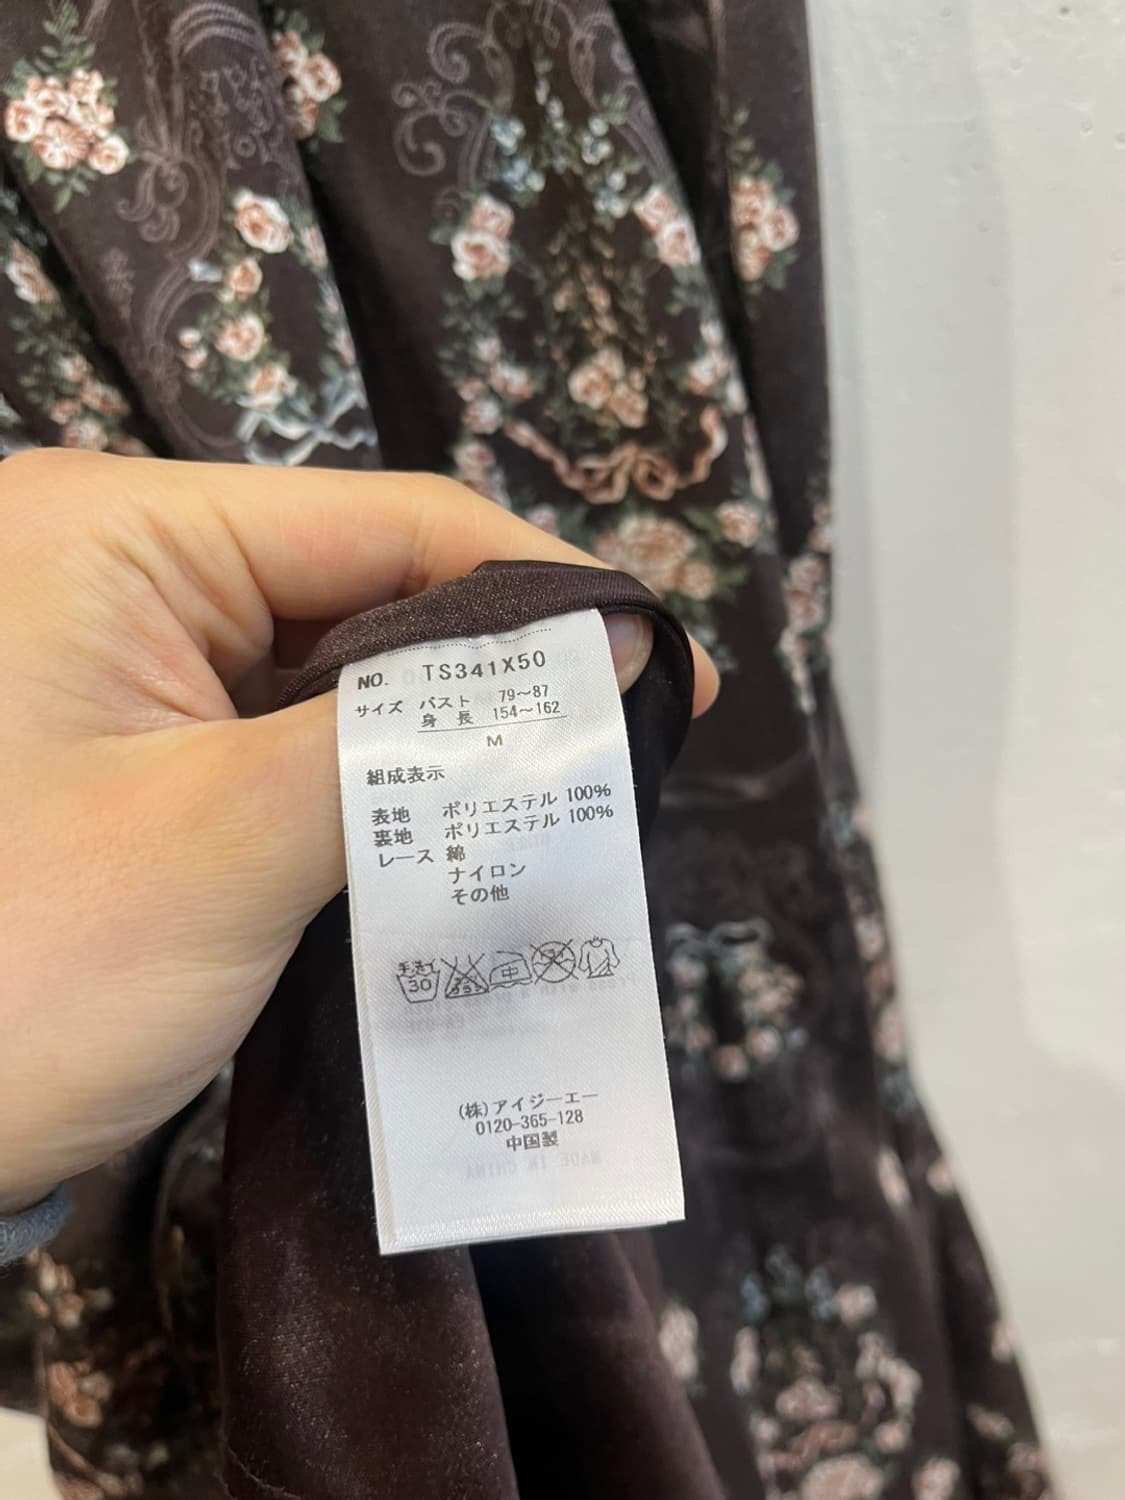 NO. TS341X50
サイズ バスト 79〜87
身長 154〜162
M
組成表示
表地 ポリエステル 100%
裏地 ポリエステル 100%
レース 綿
ナイロン
その他
手洗イ
30
中
(株)アイジーエー
0120-365-128
中国製